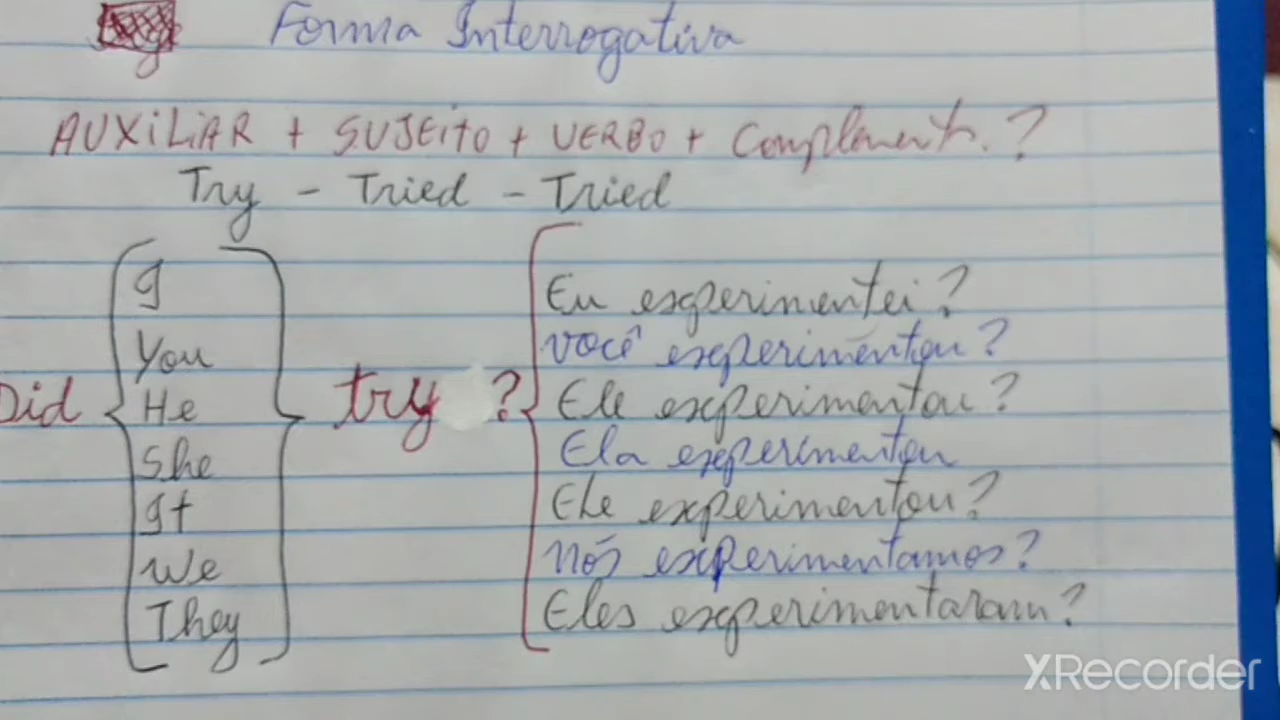 Forma Interrogativa
AUXiLiAR + SUJEito + VERBO + Complement. ?
Try - Tried - Tried
I
You
Did He try ?
She
It
We
They
Eu experimentei?
você experimentou?
Ele experimentou?
Ela experimentou
Ele experimentou?
nós experimentamos?
Eles experimentaram?
XRecorder